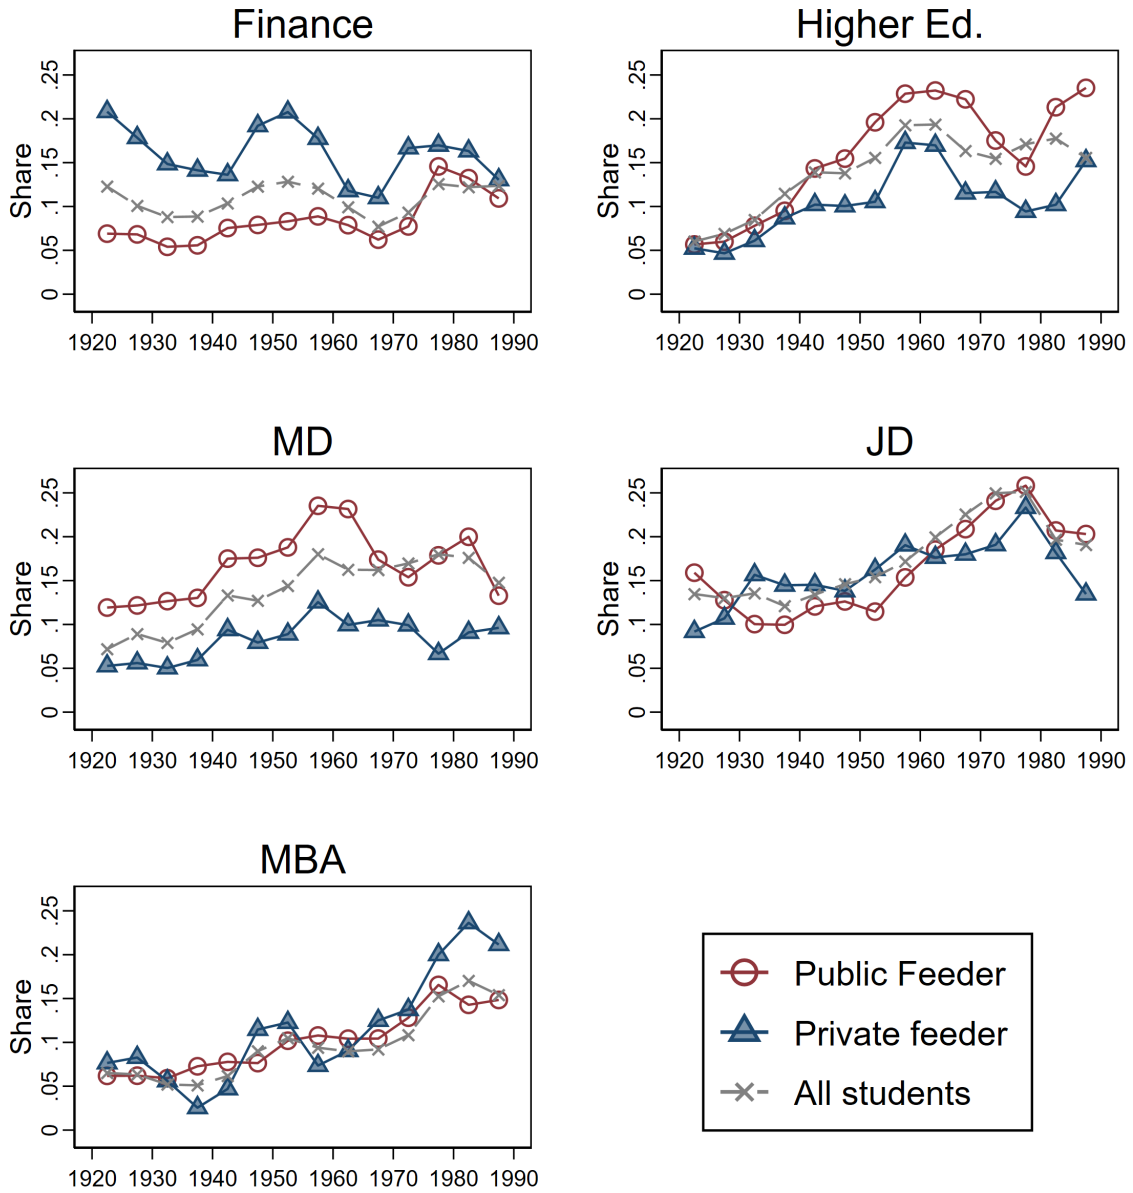 Finance
Share
0 .05 .1 .15 .2 .25
1920 1930 1940 1950 1960 1970 1980 1990
Higher Ed.
Share
0 .05 .1 .15 .2 .25
1920 1930 1940 1950 1960 1970 1980 1990
MD
Share
0 .05 .1 .15 .2 .25
1920 1930 1940 1950 1960 1970 1980 1990
JD
Share
0 .05 .1 .15 .2 .25
1920 1930 1940 1950 1960 1970 1980 1990
MBA
Share
0 .05 .1 .15 .2 .25
1920 1930 1940 1950 1960 1970 1980 1990
Public Feeder
Private feeder
All students